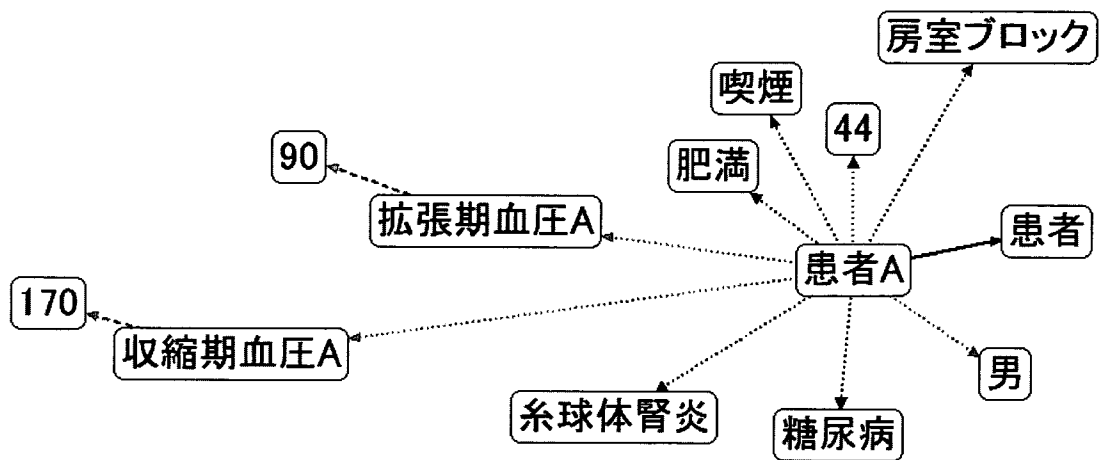 房室ブロック
喫煙
44
90
肥満
拡張期血圧A
患者
患者A
170
収縮期血圧A
男
糸球体腎炎
糖尿病